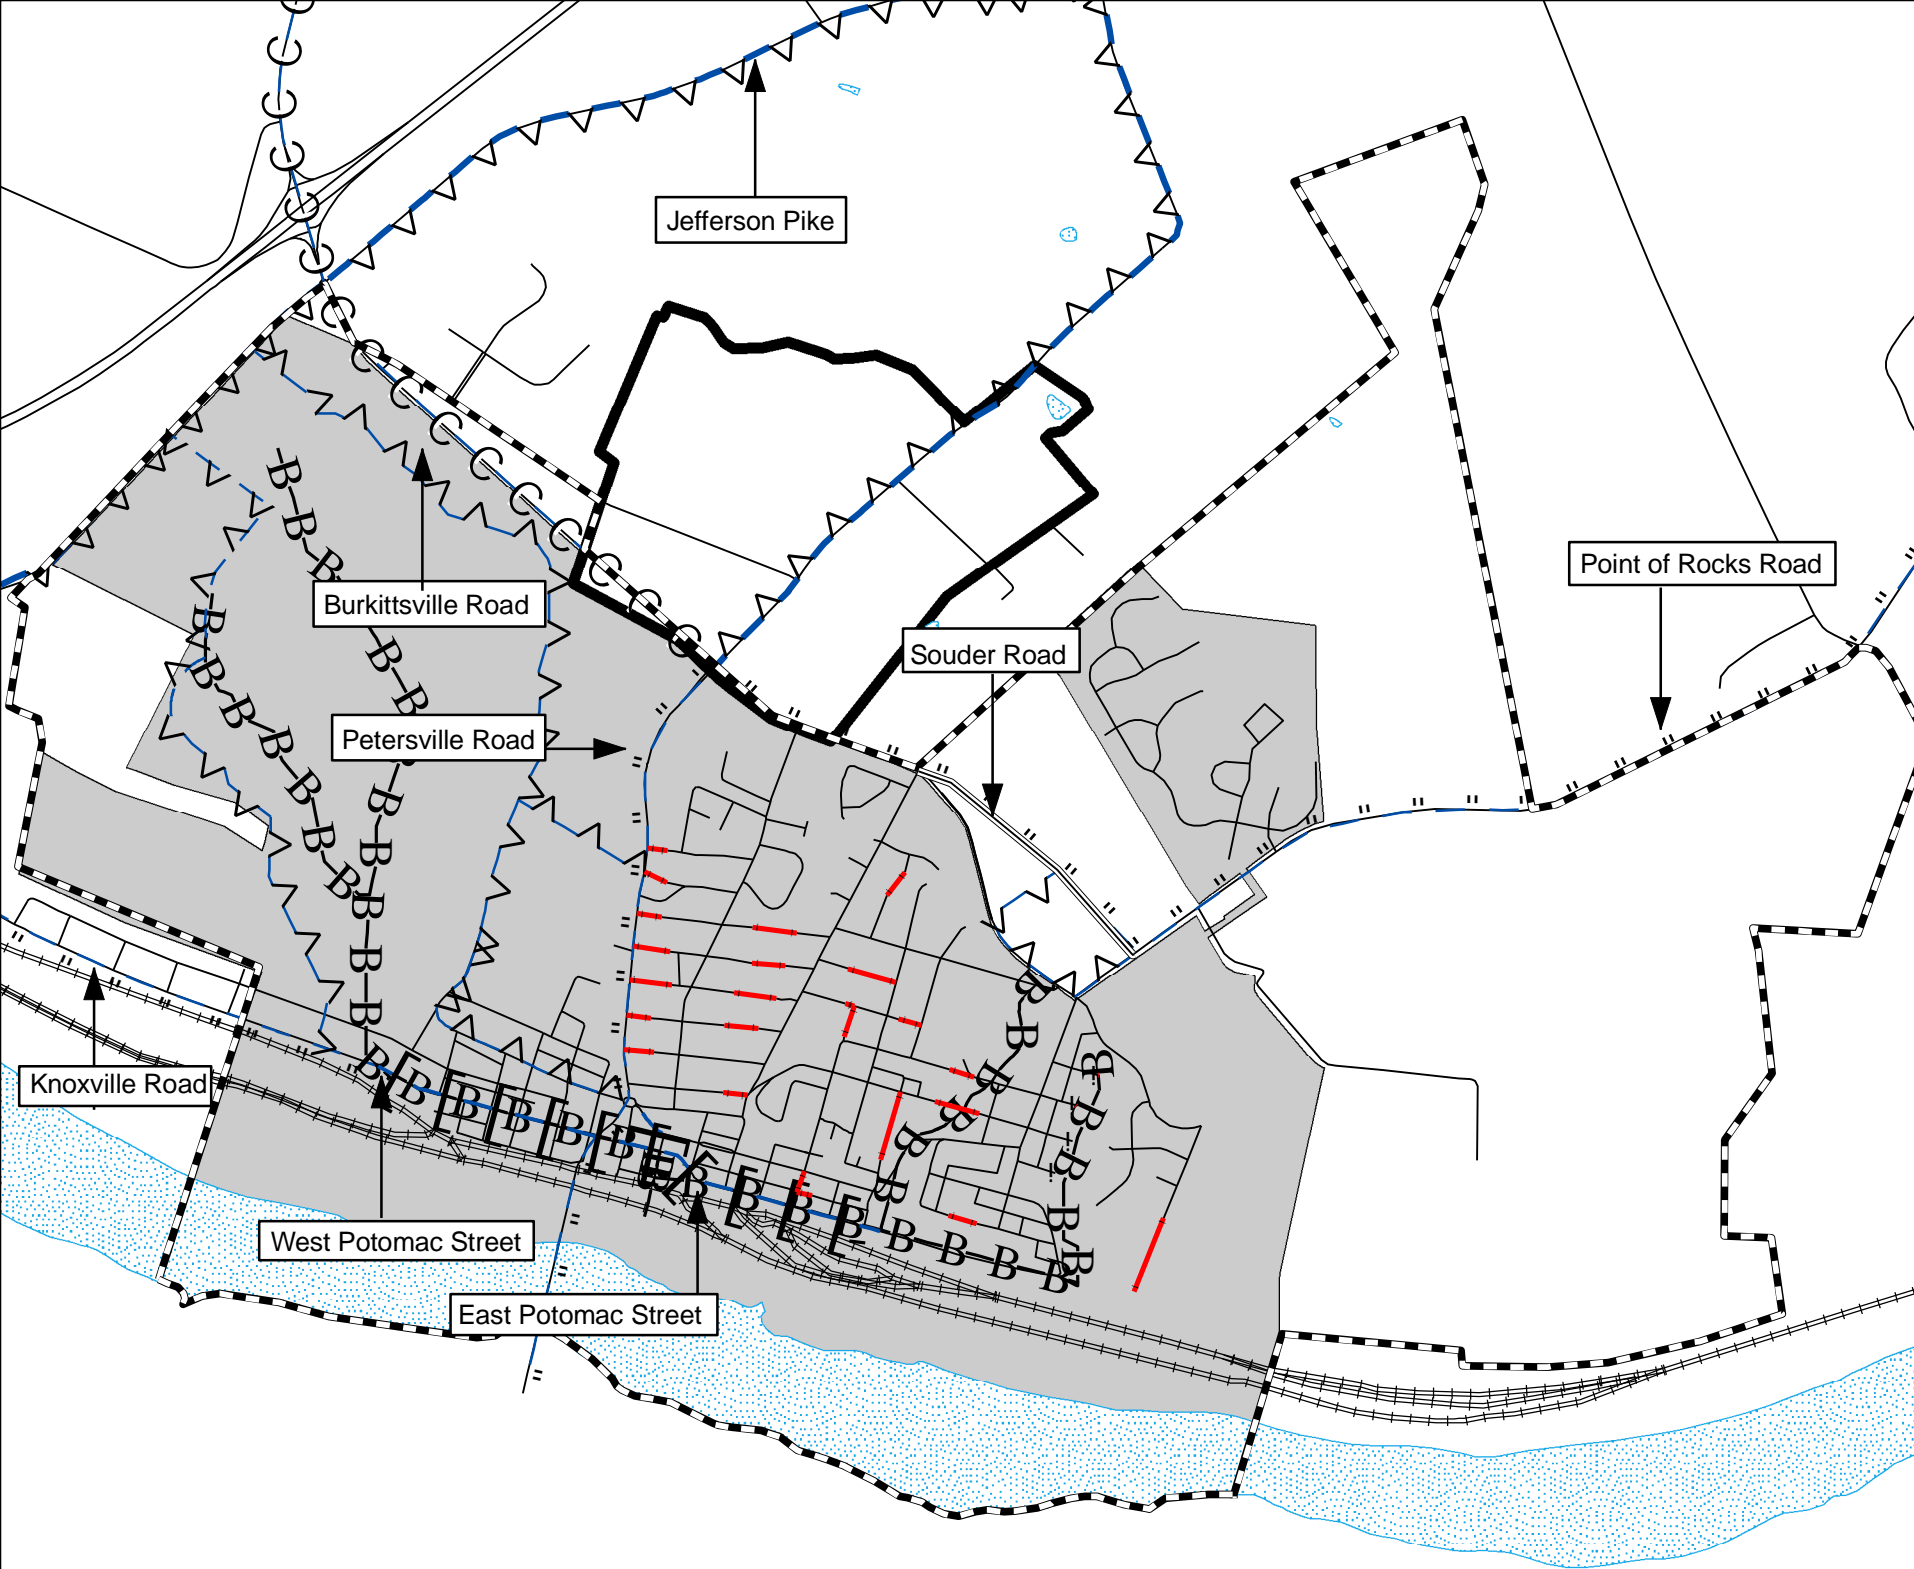 Jefferson Pike
Point of Rocks Road
Burkittsville Road
Souder Road
Petersville Road
Knoxville Road
West Potomac Street
East Potomac Street